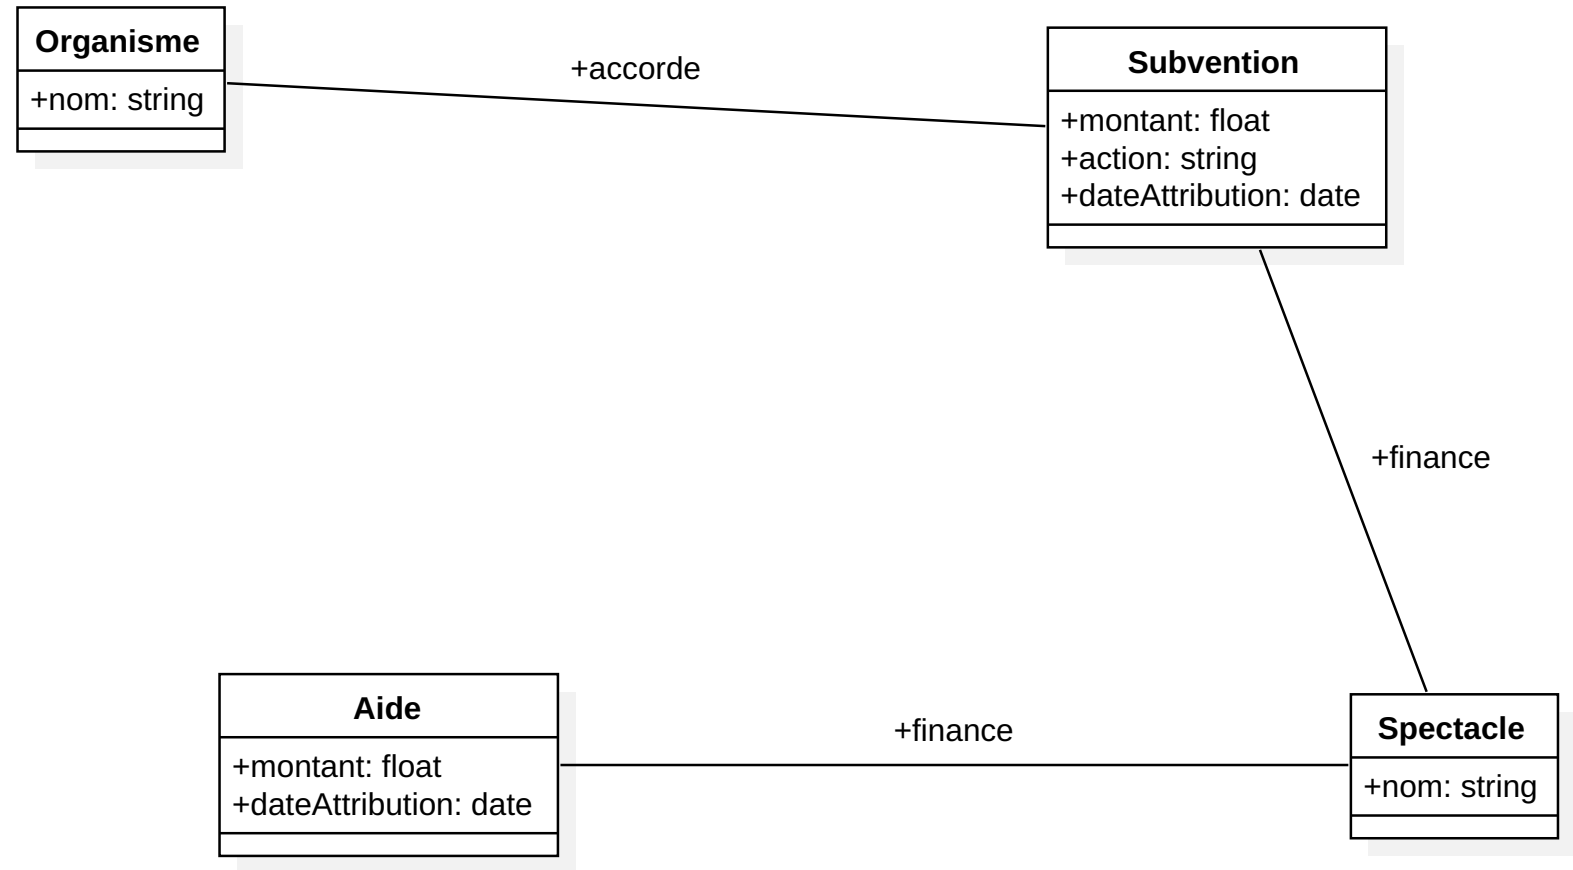 Organisme
+nom: string
+accorde
Subvention
+montant: float
+action: string
+dateAttribution: date
+finance
Aide
+montant: float
+dateAttribution: date
+finance
Spectacle
+nom: string